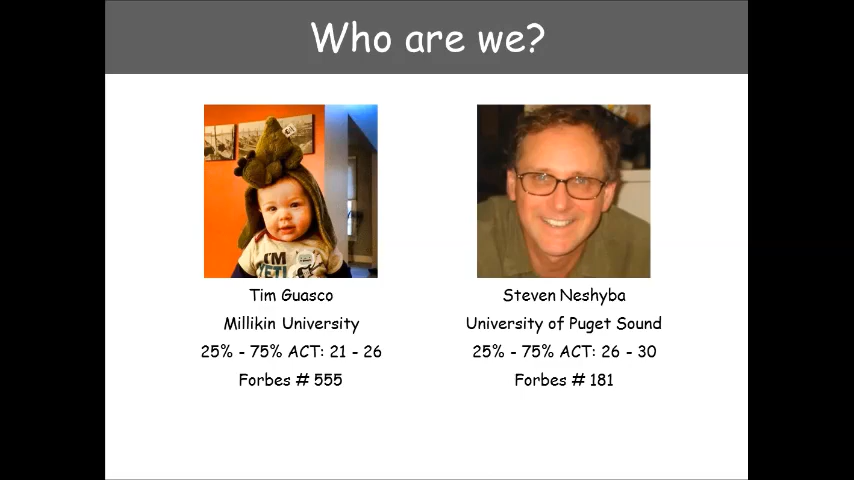 Who are we?
I'M
YETI
Tim Guasco
Millikin University
25% - 75% ACT: 21 - 26
Forbes # 555
Steven Neshyba
University of Puget Sound
25% - 75% ACT: 26 - 30
Forbes # 181